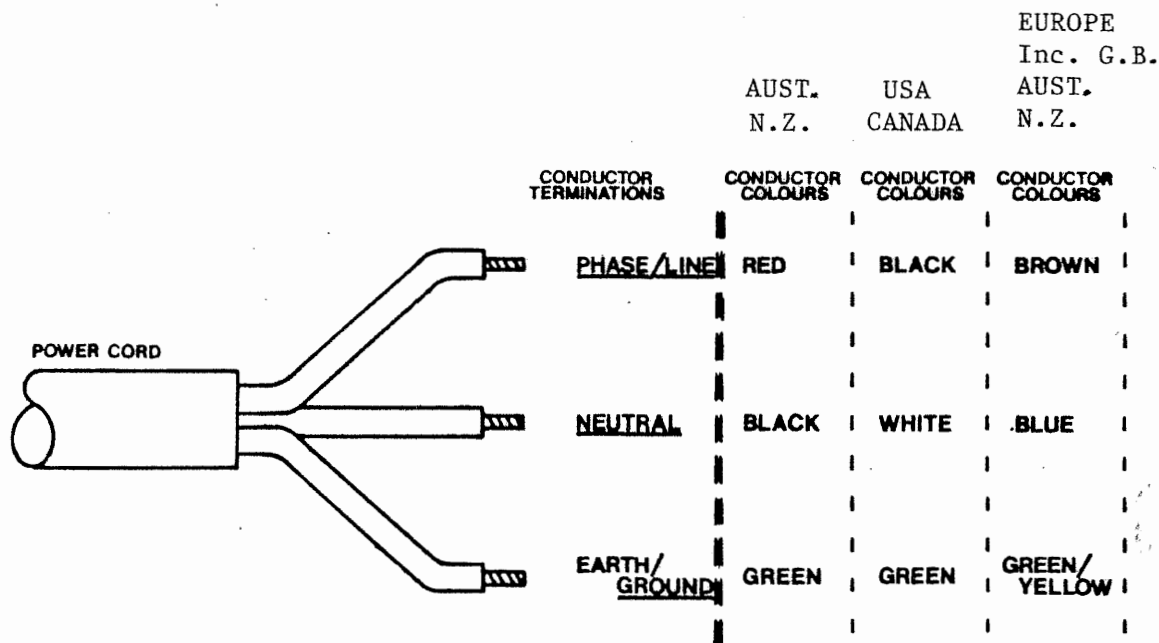 EUROPE
Inc. G.B.
AUST. USA AUST.
N.Z. CANADA N.Z.
CONDUCTOR TERMINATIONS CONDUCTOR COLOURS CONDUCTOR COLOURS CONDUCTOR COLOURS
PHASE/LINE RED BLACK BROWN
POWER CORD
NEUTRAL BLACK WHITE BLUE
EARTH/ GROUND GREEN GREEN GREEN/ YELLOW